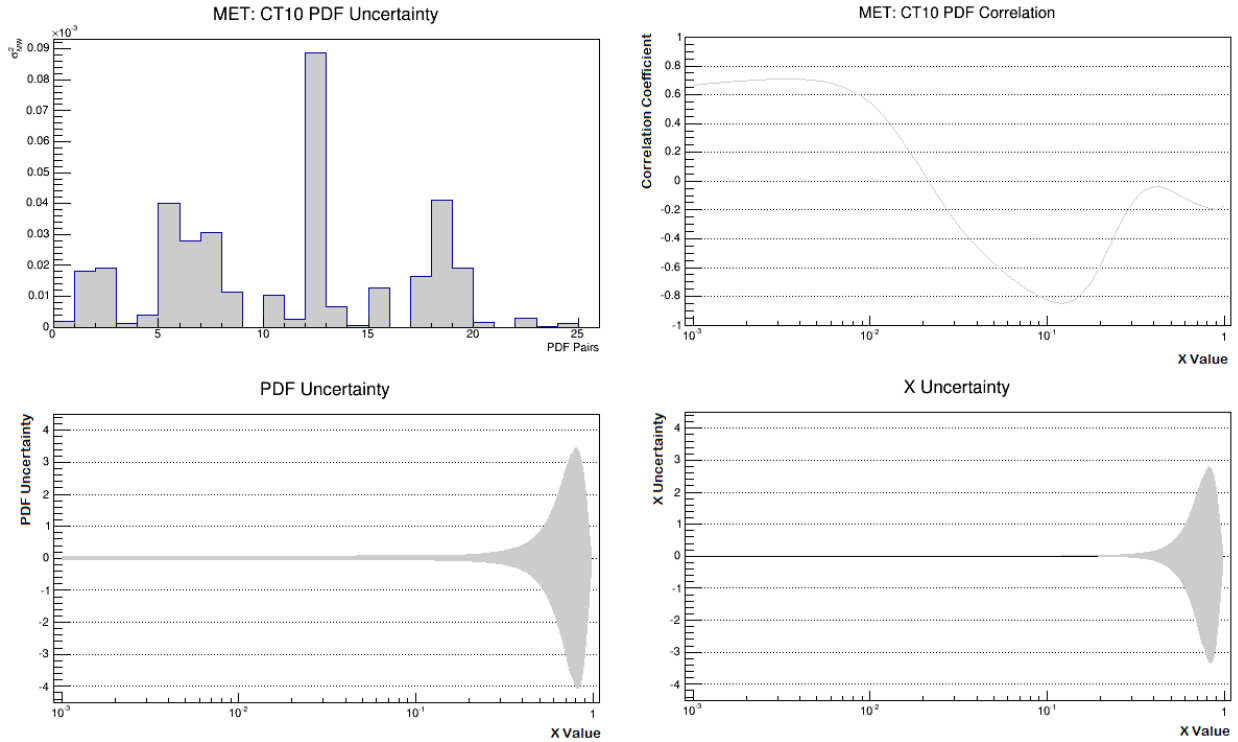 MET: CT10 PDF Uncertainty
×10⁻³
σ²MW
0.09
0.08
0.07
0.06
0.05
0.04
0.03
0.02
0.01
0
0 5 10 15 20 25
PDF Pairs
MET: CT10 PDF Correlation
Correlation Coefficient
1
0.8
0.6
0.4
0.2
0
-0.2
-0.4
-0.6
-0.8
-1
10⁻³ 10⁻² 10⁻¹ 1
X Value
PDF Uncertainty
PDF Uncertainty
4
3
2
1
0
-1
-2
-3
-4
10⁻³ 10⁻² 10⁻¹ 1
X Value
X Uncertainty
X Uncertainty
4
3
2
1
0
-1
-2
-3
-4
10⁻³ 10⁻² 10⁻¹ 1
X Value